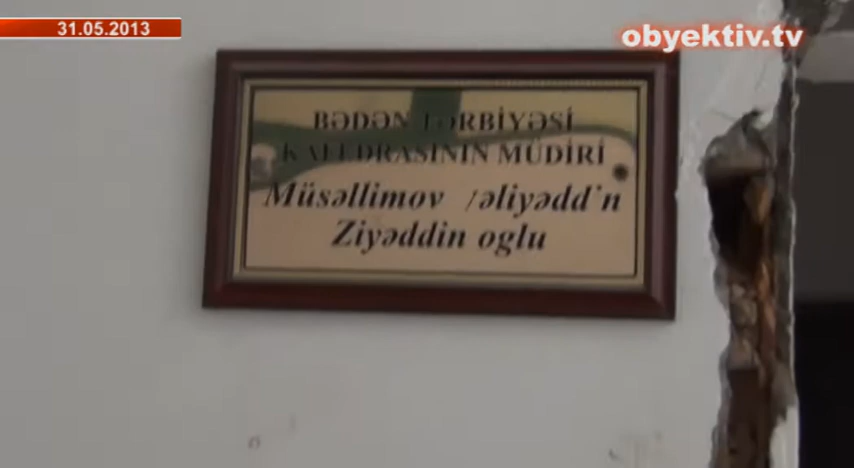 31.05.2013
obyektiv.tv
BƏDƏN TƏRBİYƏSİ
KAFEDRASININ MÜDİRİ
Müsəllimov
Ziyəddin oglu